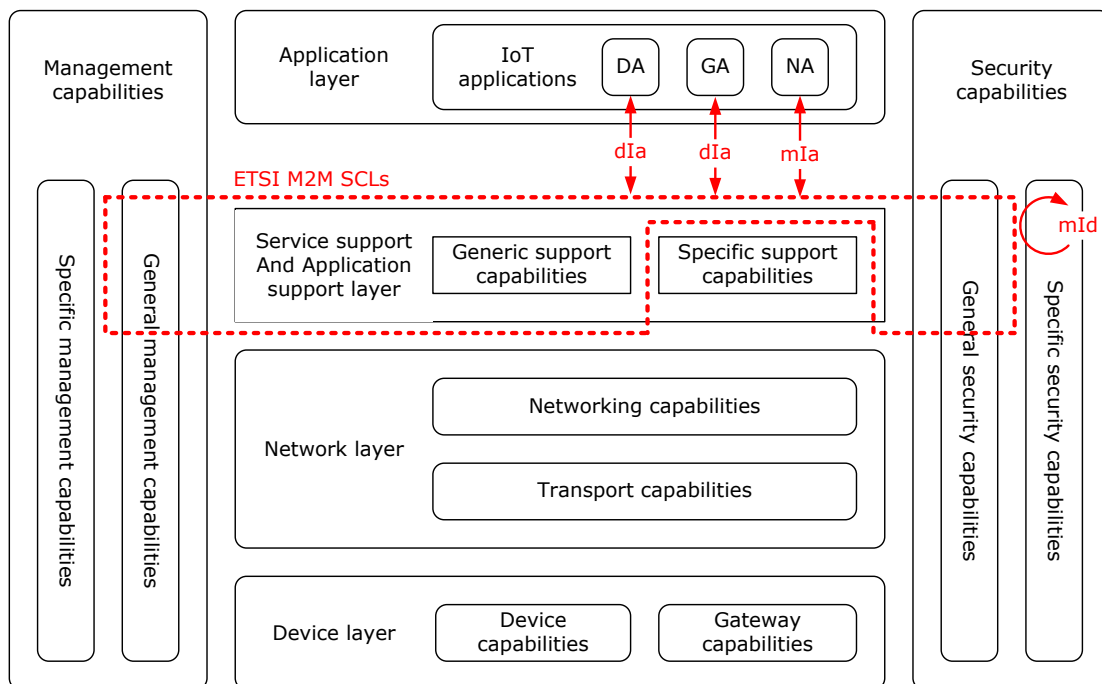 Management
capabilities
Specific management capabilities
General management capabilities
Application
layer
IoT
applications
DA
GA
NA
dIa
dIa
mIa
ETSI M2M SCLs
Service support
And Application
support layer
Generic support
capabilities
Specific support
capabilities
Network layer
Networking capabilities
Transport capabilities
Device layer
Device
capabilities
Gateway
capabilities
Security
capabilities
mId
General security capabilities
Specific security capabilities